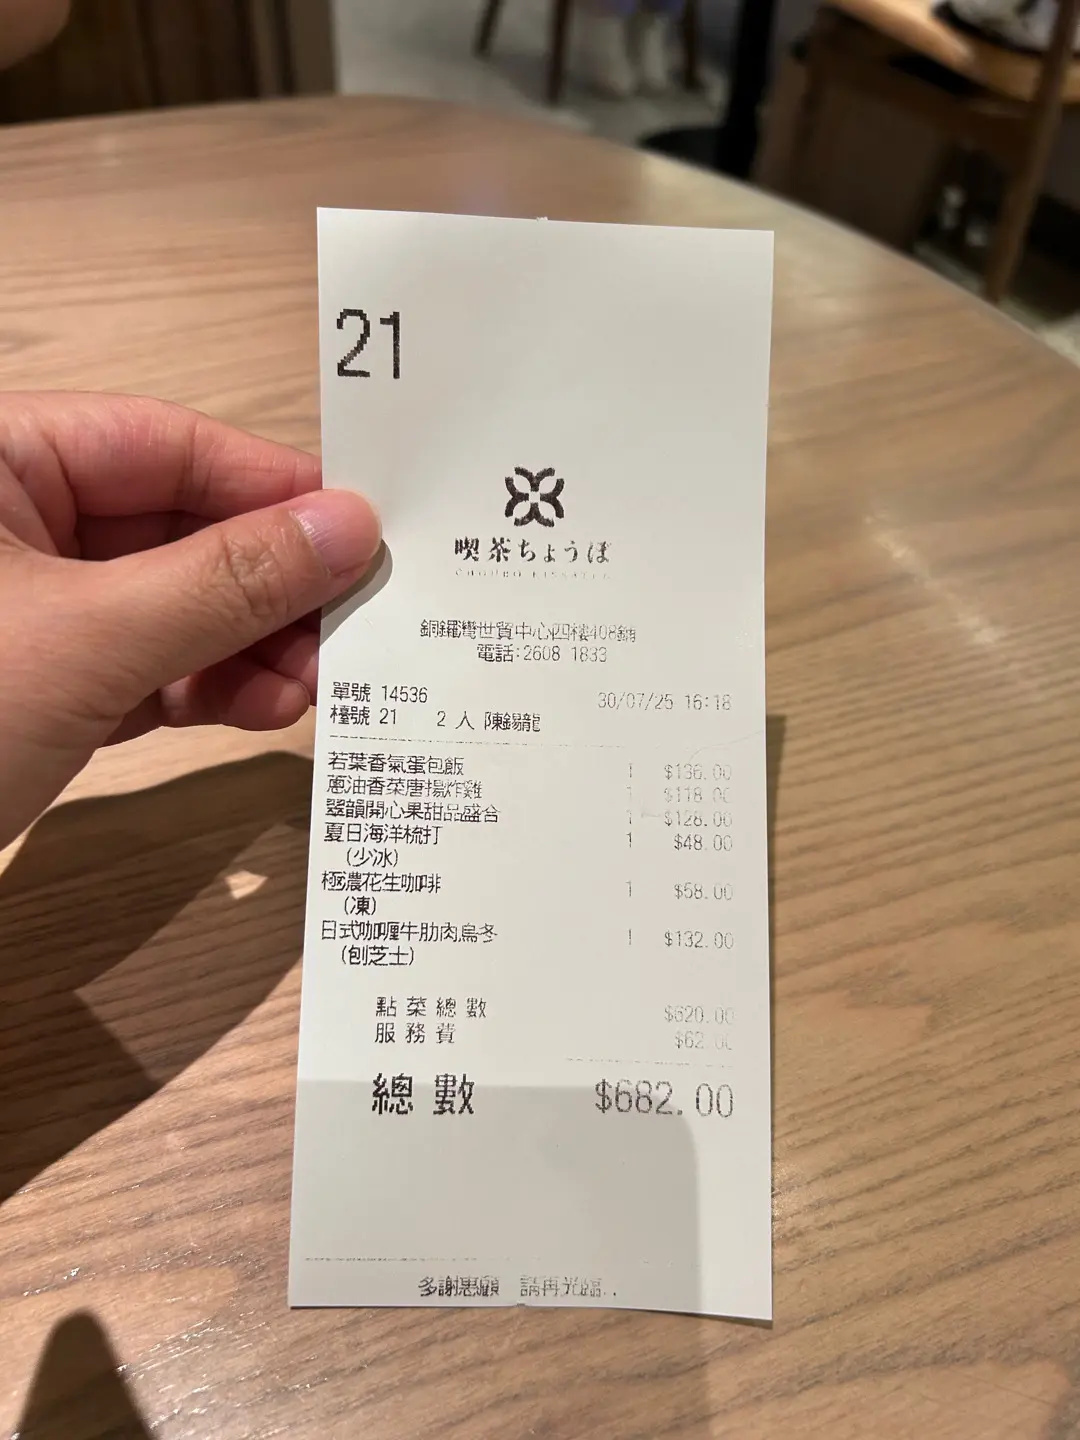 21
喫茶ちょうぼ
CHOUBO KISSATEN
銅鑼灣世貿中心四樓408舖
電話:2608 1833
單號 14536 30/07/25 16:18
檯號 21 2 人 陳錫龍
若葉香氣蛋包飯 1 $136.00
蔥油香菜唐揚炸雞 1 $118.00
翠韻開心果甜品盛合 1 $128.00
夏日海洋梳打 1 $48.00
(少冰)
極濃花生咖啡 1 $58.00
(凍)
日式咖喱牛肋肉烏冬 1 $132.00
(刨芝士)
點菜總數 $620.00
服務費 $62.00
總數 $682.00
多謝惠顧 請再光臨..